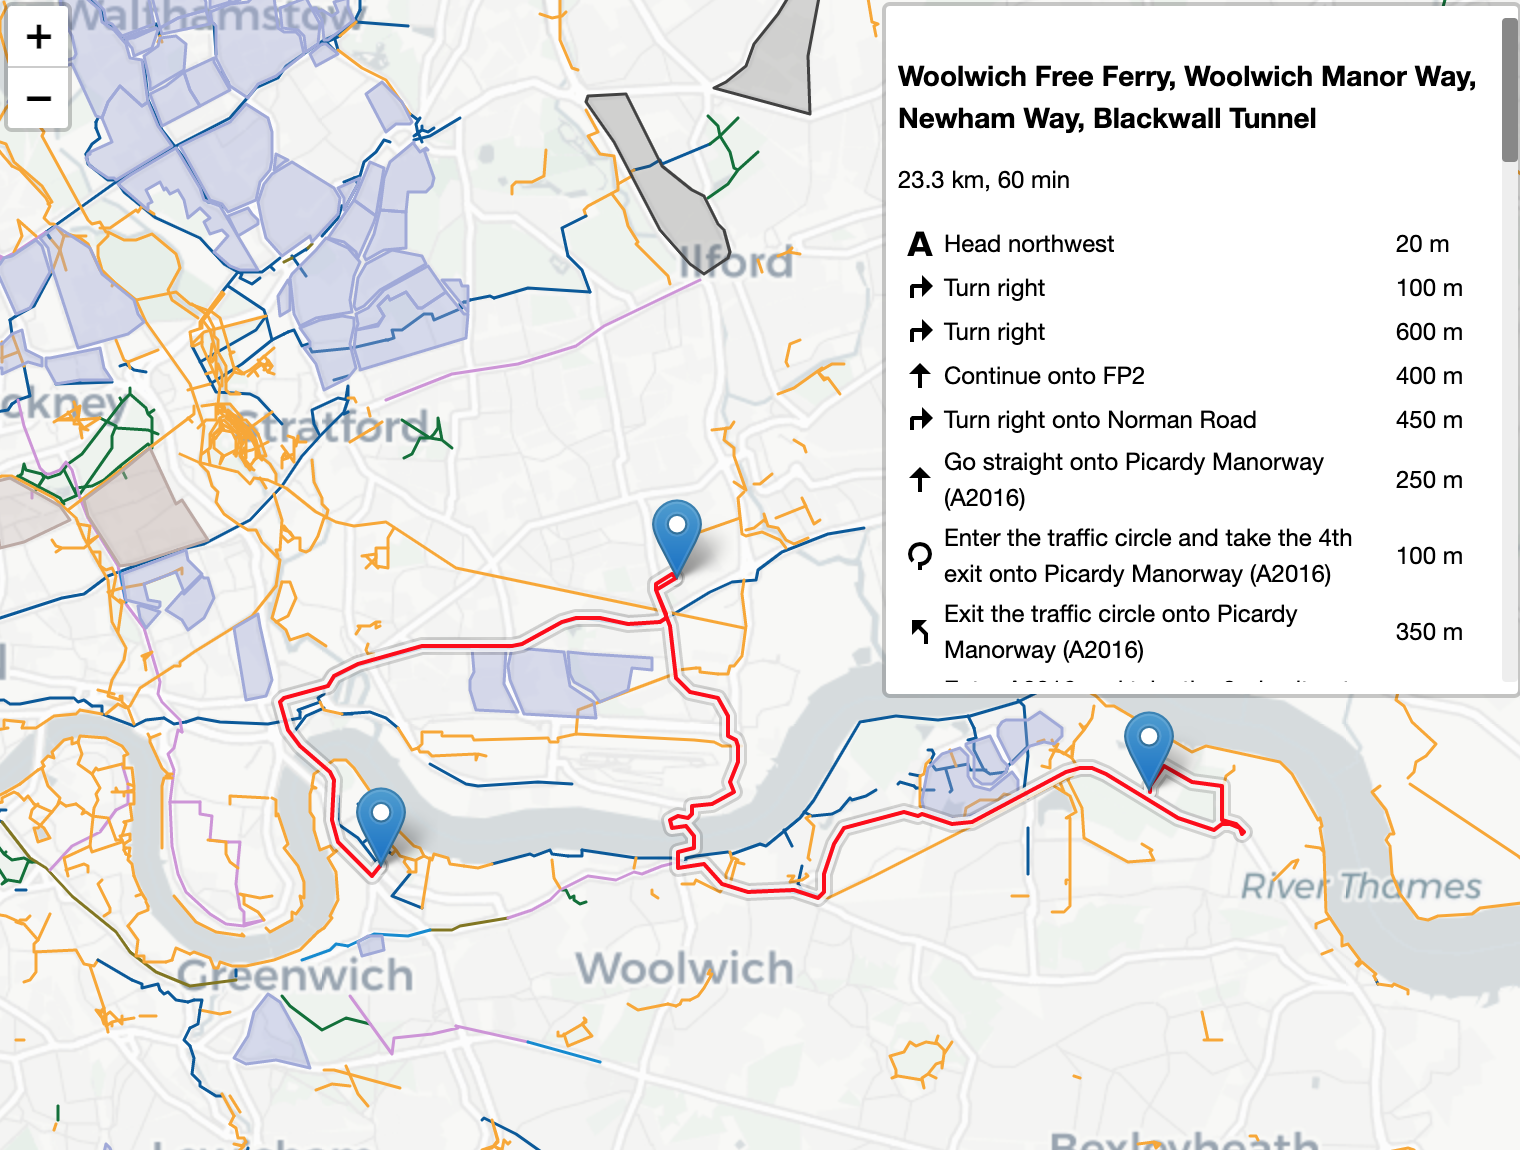 Walthamstow
+
−
Woolwich Free Ferry, Woolwich Manor Way,
Newham Way, Blackwall Tunnel
23.3 km, 60 min
A Head northwest 20 m
Turn right 100 m
Turn right 600 m
Continue onto FP2 400 m
Turn right onto Norman Road 450 m
Go straight onto Picardy Manorway
(A2016) 250 m
Enter the traffic circle and take the 4th
exit onto Picardy Manorway (A2016) 100 m
Exit the traffic circle onto Picardy
Manorway (A2016) 350 m
Ilford
ckney
Stratford
River Thames
Greenwich
Woolwich
Bexleyheath